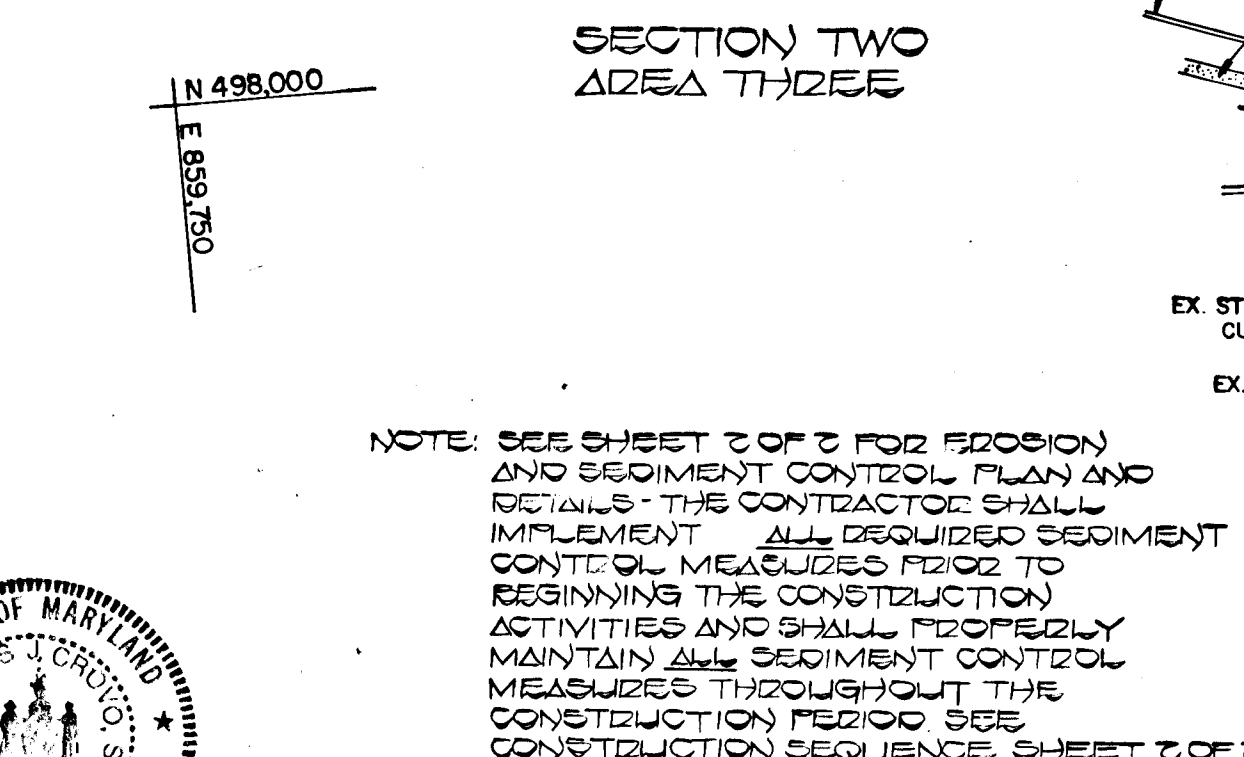 SECTION TWO
AREA THREE
N 498,000
E 859,750
EX. ST
CU
EX.
NOTE: SEE SHEET 2 OF 2 FOR EROSION
AND SEDIMENT CONTROL PLAN AND
DETAILS - THE CONTRACTOR SHALL
IMPLEMENT ALL REQUIRED SEDIMENT
CONTROL MEASURES PRIOR TO
BEGINNING THE CONSTRUCTION
ACTIVITIES AND SHALL PROPERLY
MAINTAIN ALL SEDIMENT CONTROL
MEASURES THROUGHOUT THE
CONSTRUCTION PERIOD. SEE
CONSTRUCTION SEQUENCE, SHEET 2 OF 2
OF MARYLAND
S J. CROVO, S